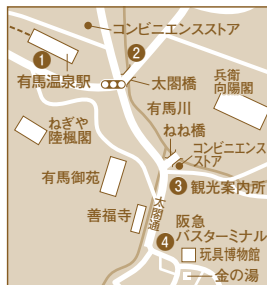 コンビニエンスストア
1
2
有馬温泉駅
太閤橋
兵衛
向陽閣
有馬川
ねぎや
陸楓閣
ねね橋
コンビニエンス
ストア
有馬御苑
3 観光案内所
太閤通
善福寺
阪急
バスターミナル
4
玩具博物館
金の湯